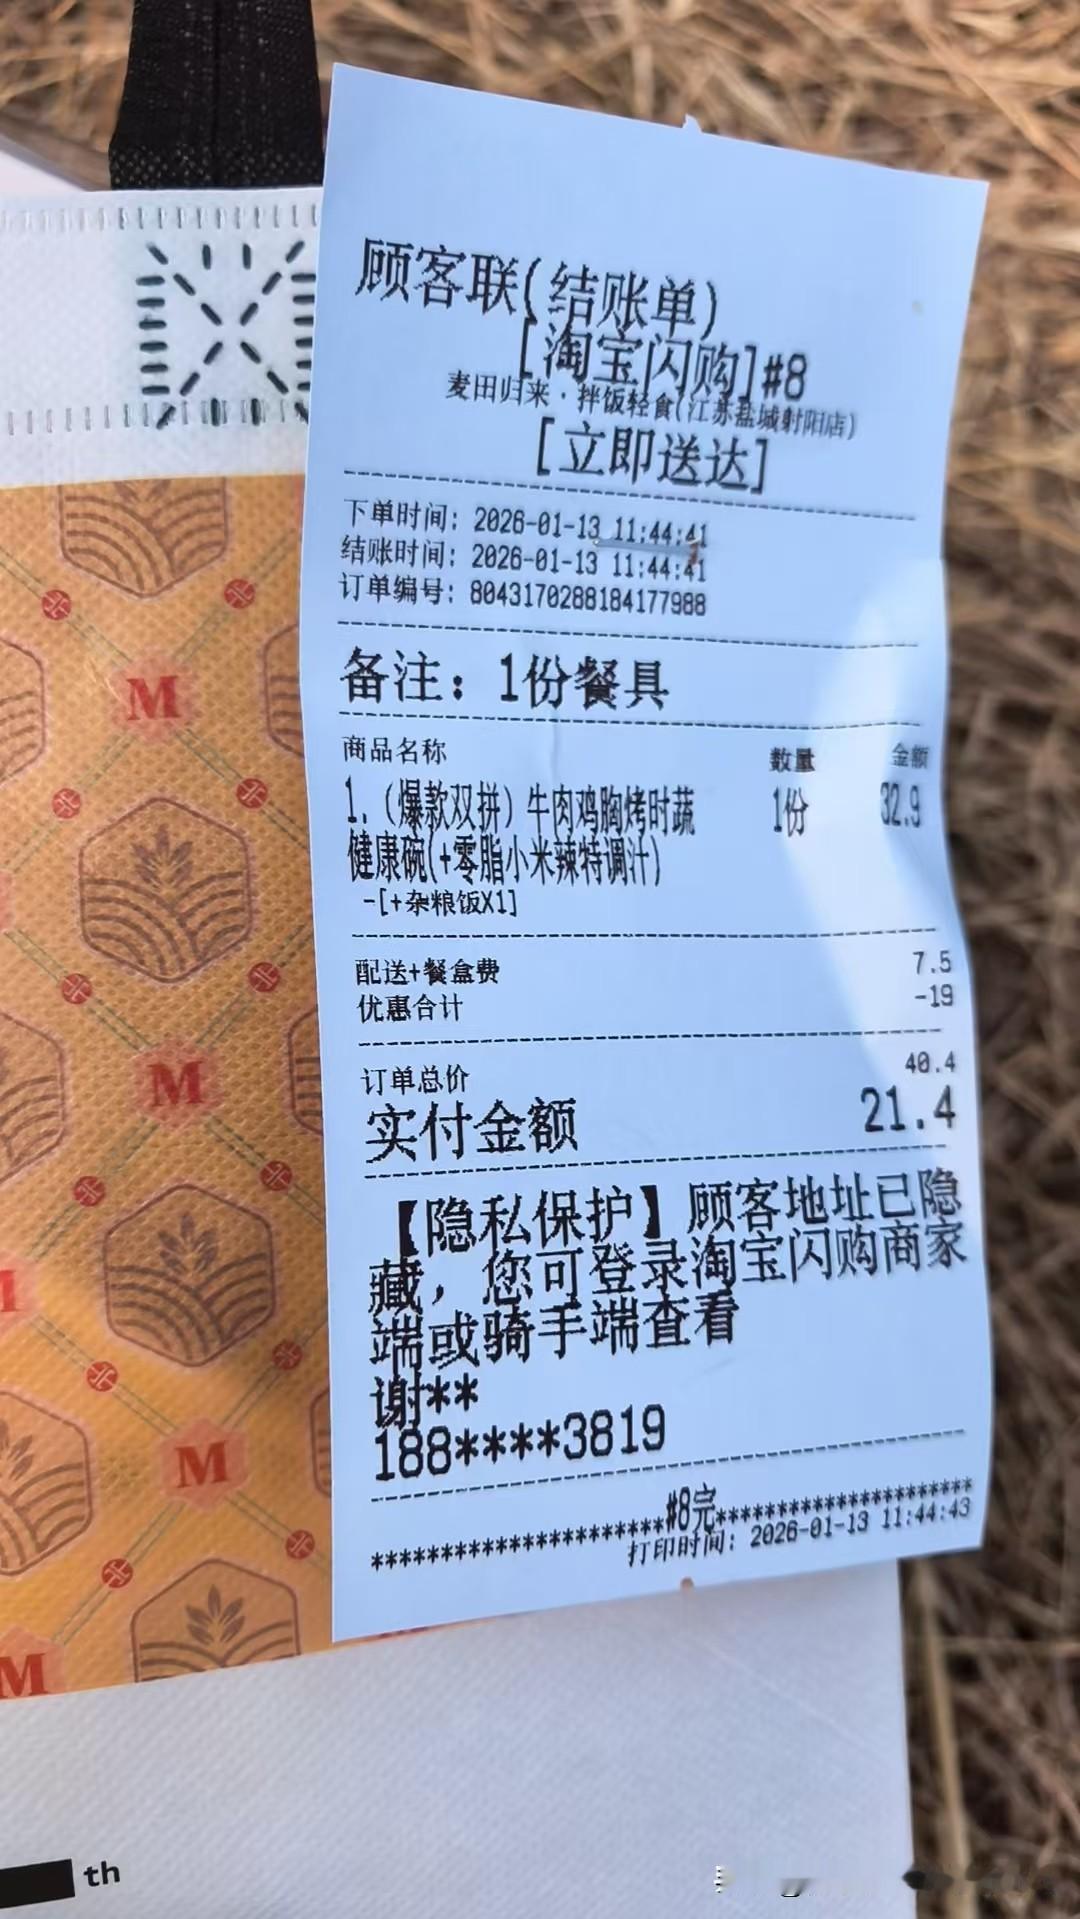 顾客联(结账单)
[淘宝闪购]#8
麦田归来·拌饭轻食(江苏盐城射阳店)
[立即送达]
下单时间: 2026-01-13 11:44:41
结账时间: 2026-01-13 11:44:41
订单编号: 8043170288184177988
备注: 1份餐具
商品名称 数量 金额
1.(爆款双拼)牛肉鸡胸烤时蔬 1份 32.9
健康碗(+零脂小米辣特调汁)
-[+杂粮饭X1]
配送+餐盒费 7.5
优惠合计 -19
订单总价 40.4
实付金额 21.4
【隐私保护】顾客地址已隐
藏, 您可登录淘宝闪购商家
端或骑手端查看
谢**
188****3819
#8完
打印时间: 2026-01-13 11:44:43
M
M
M
M
M
th